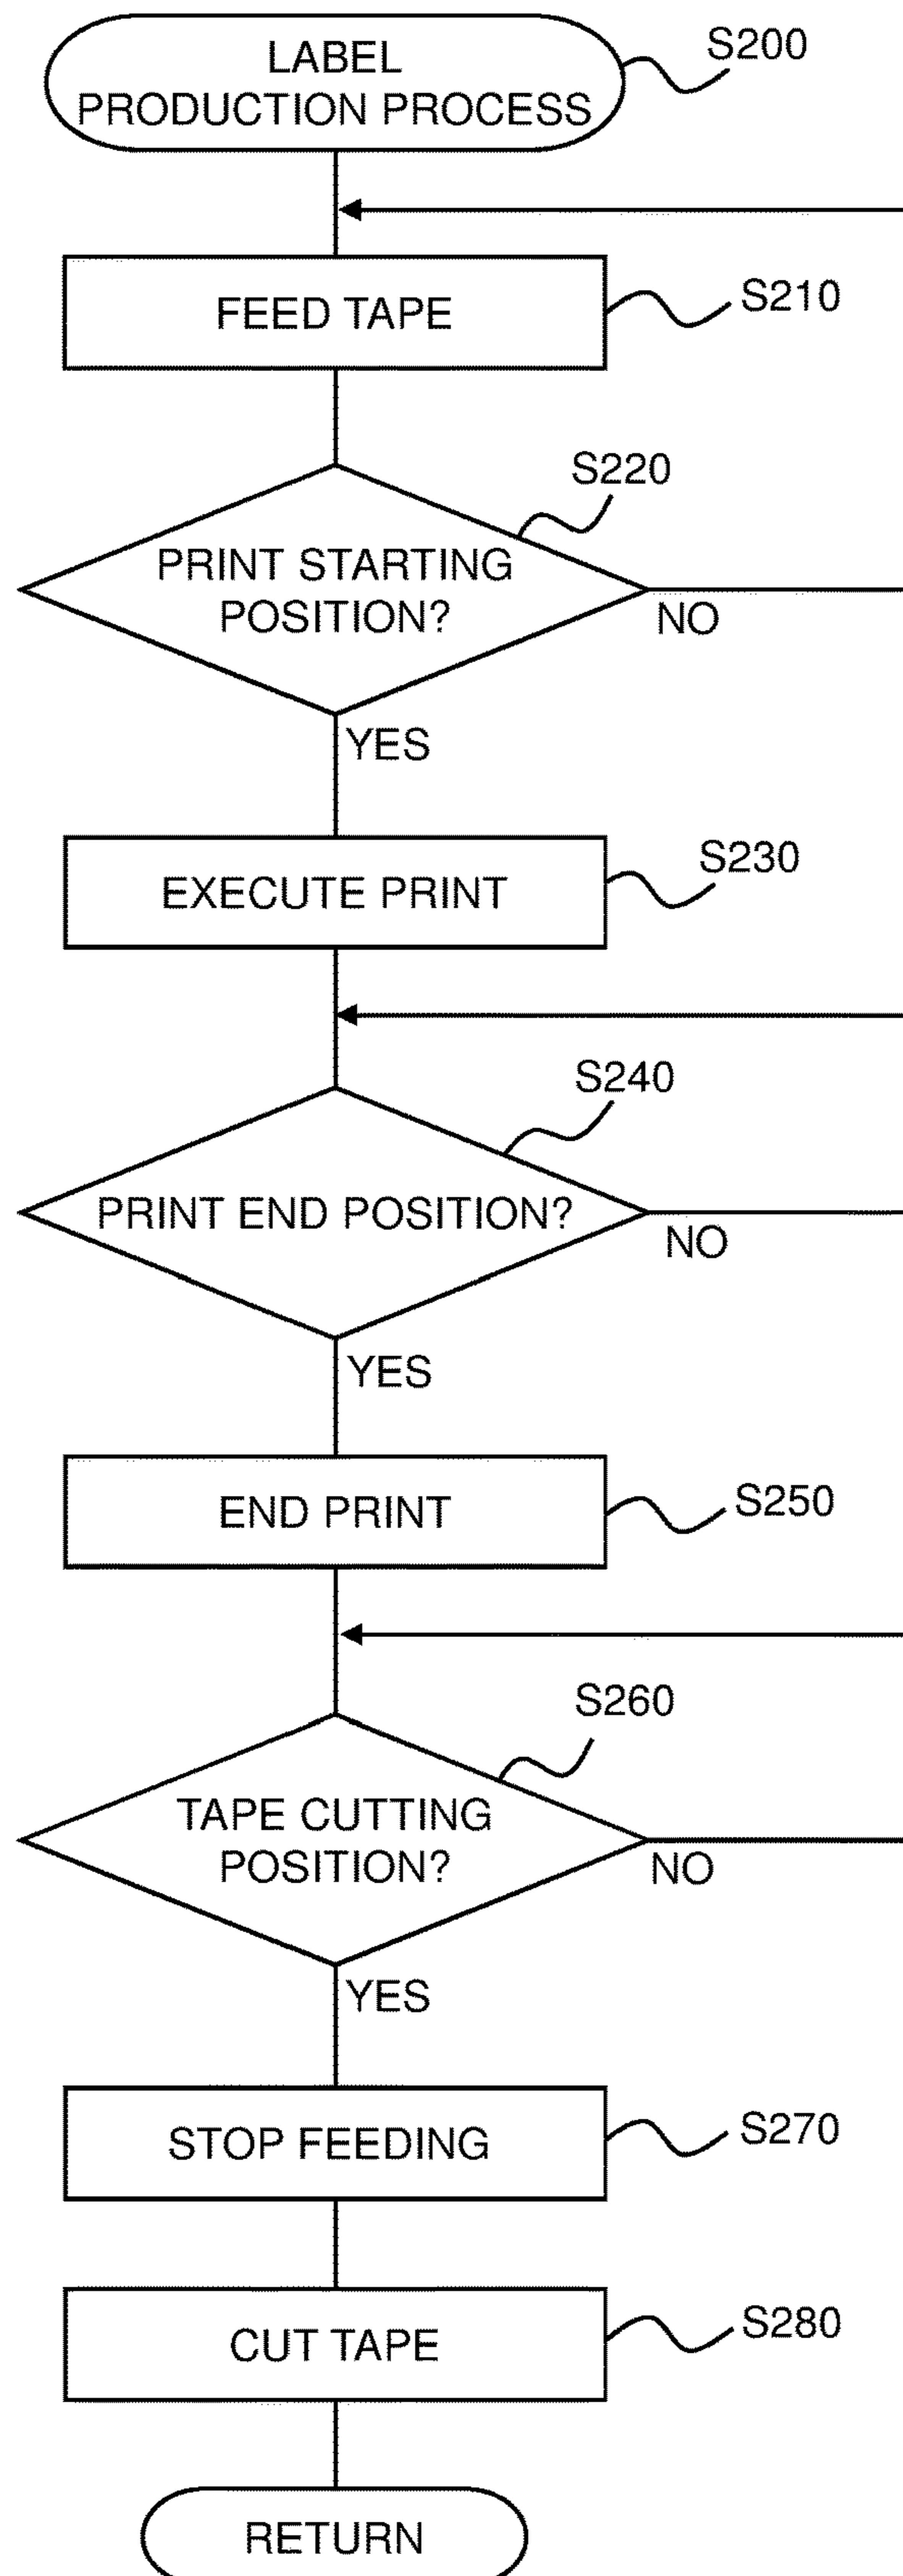 LABEL
PRODUCTION PROCESS
S200
FEED TAPE
S210
S220
PRINT STARTING
POSITION?
NO
YES
EXECUTE PRINT
S230
S240
PRINT END POSITION?
NO
YES
END PRINT
S250
S260
TAPE CUTTING
POSITION?
NO
YES
STOP FEEDING
S270
CUT TAPE
S280
RETURN